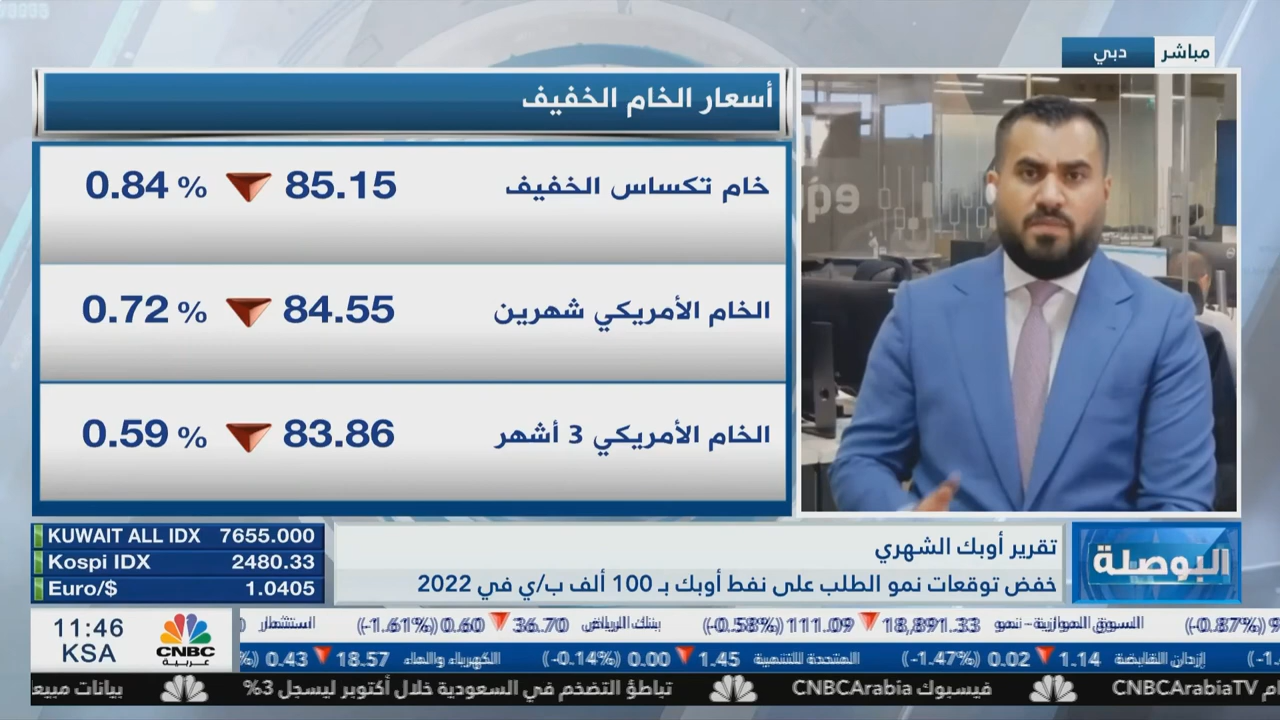 مباشر دبي
أسعار الخام الخفيف
خام تكساس الخفيف 85.15 0.84 %
الخام الأمريكي شهرين 84.55 0.72 %
الخام الأمريكي 3 أشهر 83.86 0.59 %
البوصلة
تقرير أوبك الشهري
خفض توقعات نمو الطلب على نفط أوبك بـ 100 ألف ب/ي في 2022
KUWAIT ALL IDX 7655.000
Kospi IDX 2480.33
Euro/$ 1.0405
11:46
KSA
CNBC
عربية
(-0.87%) السوق الموازية - نمو 18,891.33 111.09 (-0.58%) بنك الرياض 36.70 0.60 (-1.61%)
إزدان القابضة 1.14 0.02 (-1.47%) المتحدة للتنمية 1.45 0.00 (-0.14%) الكهرباء والماء 18.57 0.43
CNBCArabiaTV فيسبوك CNBCArabia تباطؤ التضخم في السعودية خلال أكتوبر ليسجل 3% بيانات